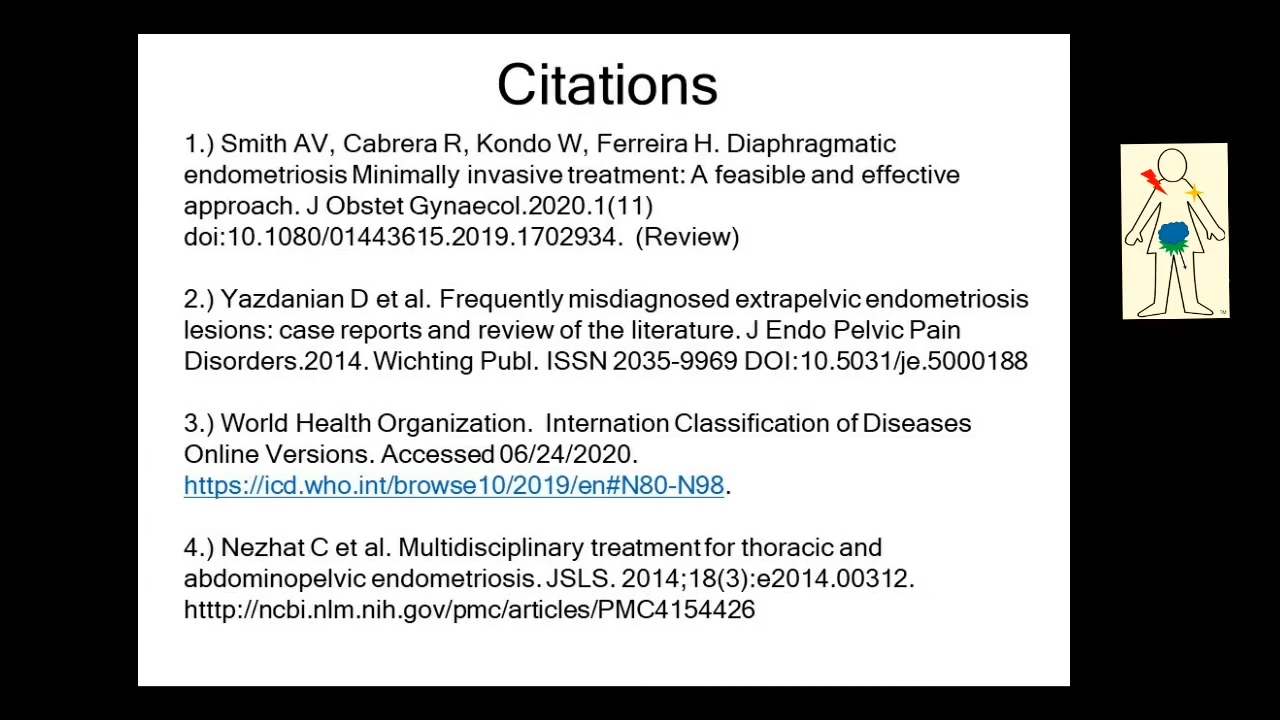 Citations
1.) Smith AV, Cabrera R, Kondo W, Ferreira H. Diaphragmatic
endometriosis Minimally invasive treatment: A feasible and effective
approach. J Obstet Gynaecol.2020.1(11)
doi:10.1080/01443615.2019.1702934. (Review)
2.) Yazdanian D et al. Frequently misdiagnosed extrapelvic endometriosis
lesions: case reports and review of the literature. J Endo Pelvic Pain
Disorders.2014. Wichting Publ. ISSN 2035-9969 DOI:10.5031/je.5000188
3.) World Health Organization. Internation Classification of Diseases
Online Versions. Accessed 06/24/2020.
https://icd.who.int/browse10/2019/en#N80-N98.
4.) Nezhat C et al. Multidisciplinary treatment for thoracic and
abdominopelvic endometriosis. JSLS. 2014;18(3):e2014.00312.
htttp://ncbi.nlm.nih.gov/pmc/articles/PMC4154426
TM